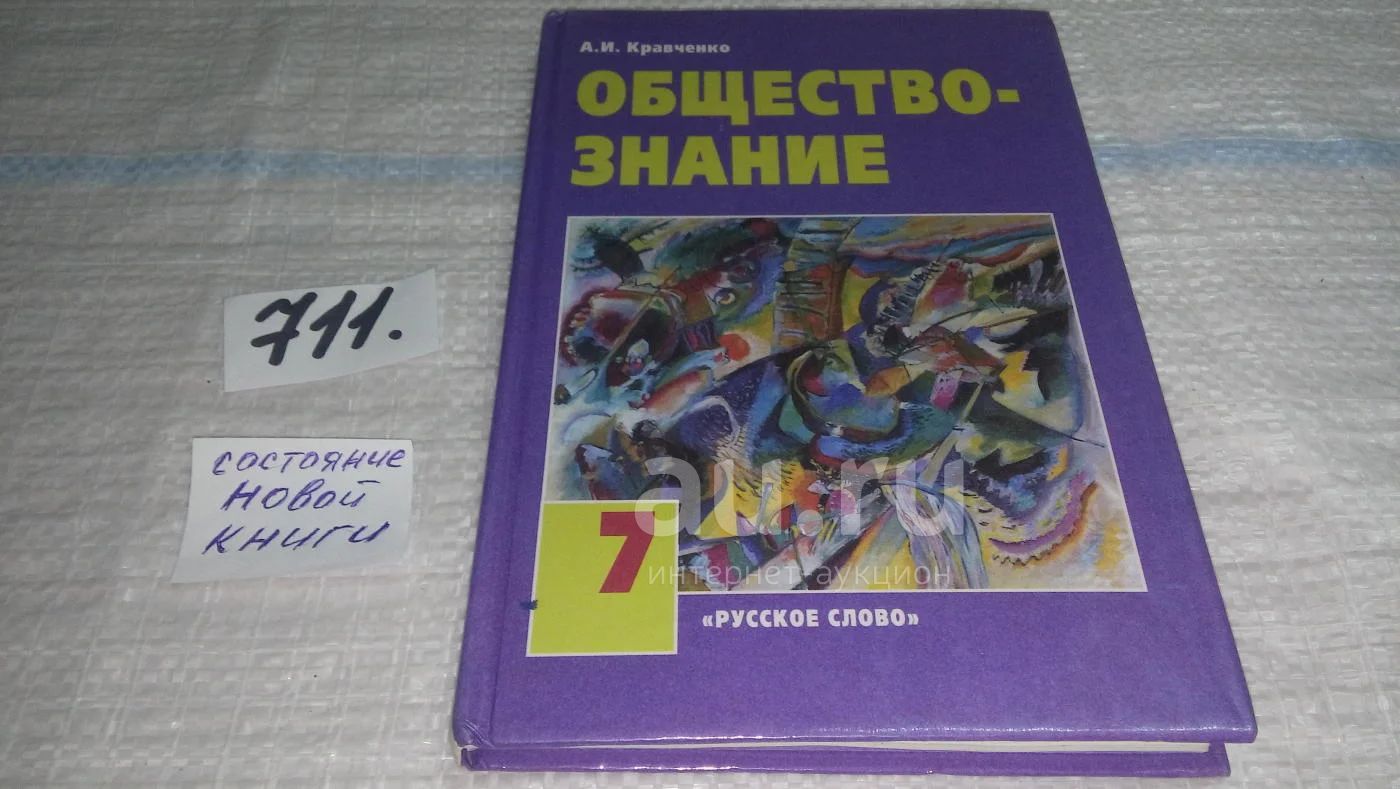 А.И. Кравченко
ОБЩЕСТВО-
ЗНАНИЕ
711.
состояние
новой
книги
au.ru
интернет-аукцион
7
«РУССКОЕ СЛОВО»